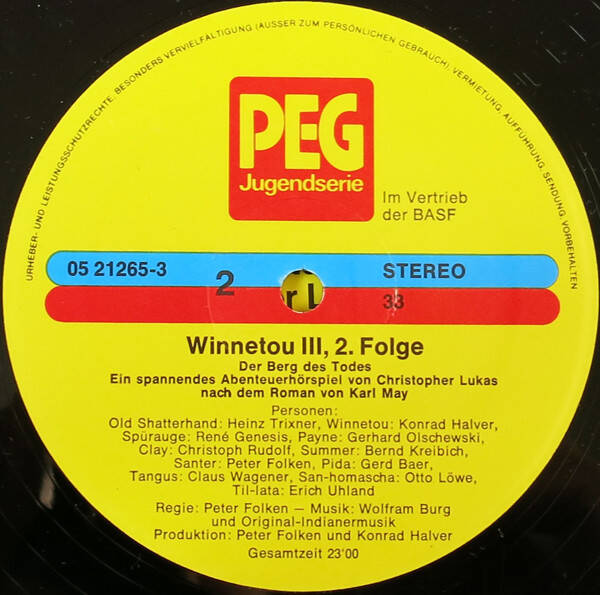 URHEBER- UND LEISTUNGSSCHUTZRECHTE, BESONDERS VERVIELFÄLTIGUNG (AUSSER ZUM PERSÖNLICHEN GEBRAUCH), VERMIETUNG, AUFFÜHRUNG, SENDUNG, VORBEHALTEN
PEG
Jugendserie
Im Vertrieb
der BASF
05 21265-3
2
STEREO
33
Winnetou III, 2. Folge
Der Berg des Todes
Ein spannendes Abenteuerhörspiel von Christopher Lukas
nach dem Roman von Karl May
Personen:
Old Shatterhand: Heinz Trixner, Winnetou: Konrad Halver,
Spürauge: René Genesis, Payne: Gerhard Olschewski,
Clay: Christoph Rudolf, Summer: Bernd Kreibich,
Santer: Peter Folken, Pida: Gerd Baer,
Tangus: Claus Wagener, San-homascha: Otto Löwe,
Til-lata: Erich Uhland
Regie: Peter Folken — Musik: Wolfram Burg
und Original-Indianermusik
Produktion: Peter Folken und Konrad Halver
Gesamtzeit 23'00